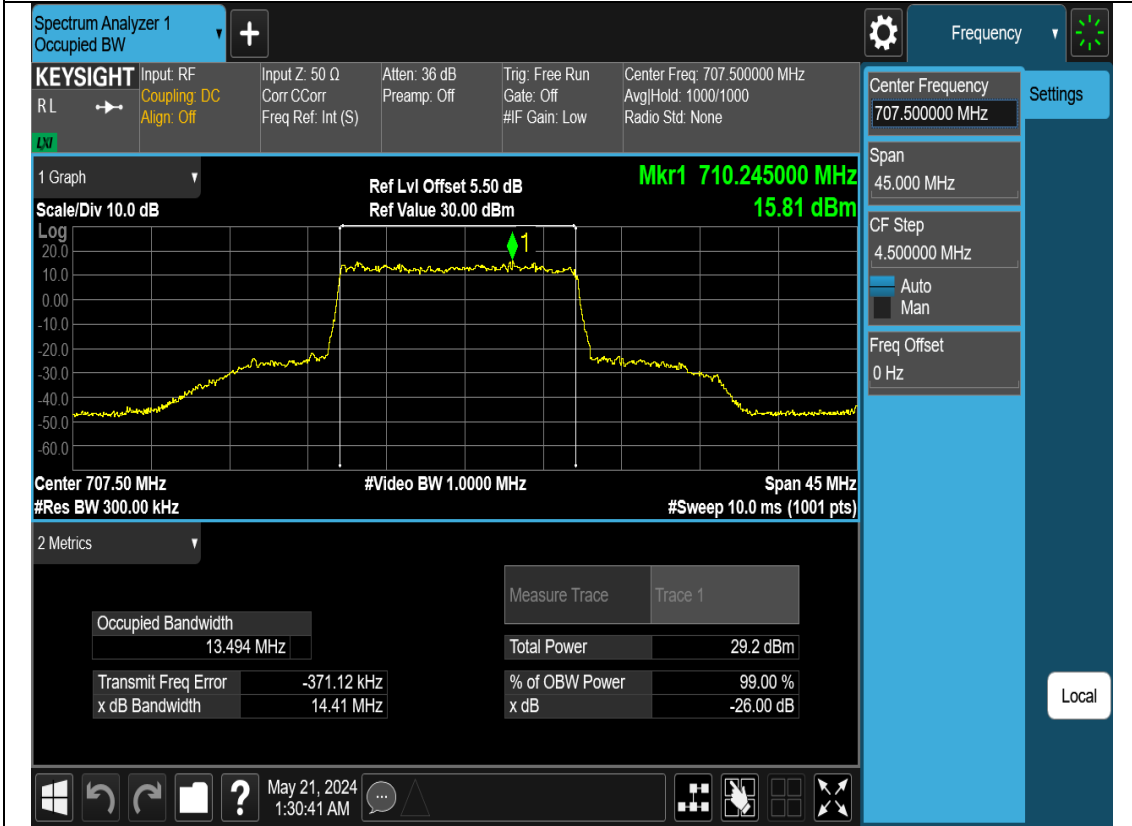 Spectrum Analyzer 1
Occupied BW
Frequency
KEYSIGHT
RL
LXI
Input: RF
Coupling: DC
Align: Off
Input Z: 50 Ω
Corr CCorr
Freq Ref: Int (S)
Atten: 36 dB
Preamp: Off
Trig: Free Run
Gate: Off
#IF Gain: Low
Center Freq: 707.500000 MHz
Avg|Hold: 1000/1000
Radio Std: None
Center Frequency
707.500000 MHz
Settings
Span
45.000 MHz
CF Step
4.500000 MHz
Auto
Man
Freq Offset
0 Hz
Local
1 Graph
Scale/Div 10.0 dB
Ref Lvl Offset 5.50 dB
Ref Value 30.00 dBm
Mkr1 710.245000 MHz
15.81 dBm
Log
1
20.0
10.0
0.00
-10.0
-20.0
-30.0
-40.0
-50.0
-60.0
Center 707.50 MHz
#Video BW 1.0000 MHz
Span 45 MHz
#Res BW 300.00 kHz
#Sweep 10.0 ms (1001 pts)
2 Metrics
Measure Trace
Trace 1
Occupied Bandwidth
13.494 MHz
Total Power
29.2 dBm
Transmit Freq Error
-371.12 kHz
% of OBW Power
99.00 %
x dB Bandwidth
14.41 MHz
x dB
-26.00 dB
?
May 21, 2024
1:30:41 AM